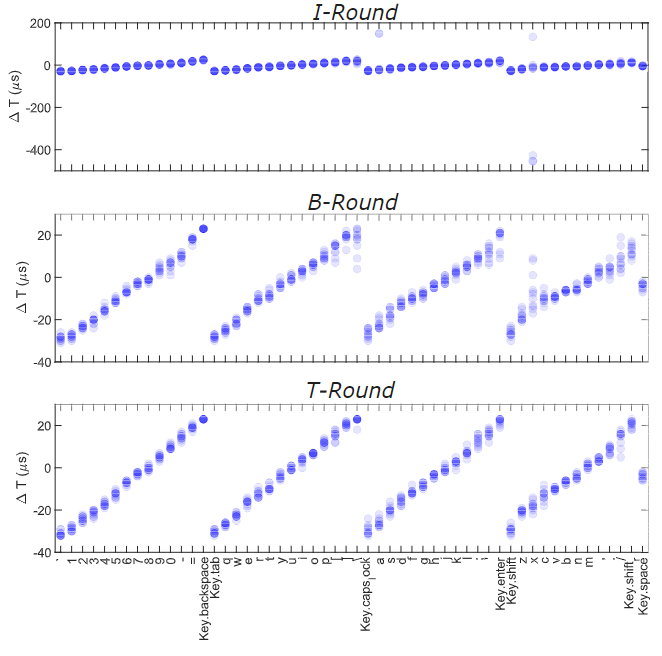 I-Round
200
0
-200
-400
Δ T (μs)
B-Round
20
0
-20
-40
Δ T (μs)
T-Round
20
0
-20
-40
Δ T (μs)
`
1
2
3
4
5
6
7
8
9
0
-
=
Key.backspace
Key.tab
q
w
e
r
t
y
u
i
o
p
[
]
\
Key.caps_lock
a
s
d
f
g
h
j
k
l
;
'
Key.enter
Key.shift
z
x
c
v
b
n
m
,
.
/
Key.shift_r
Key.space